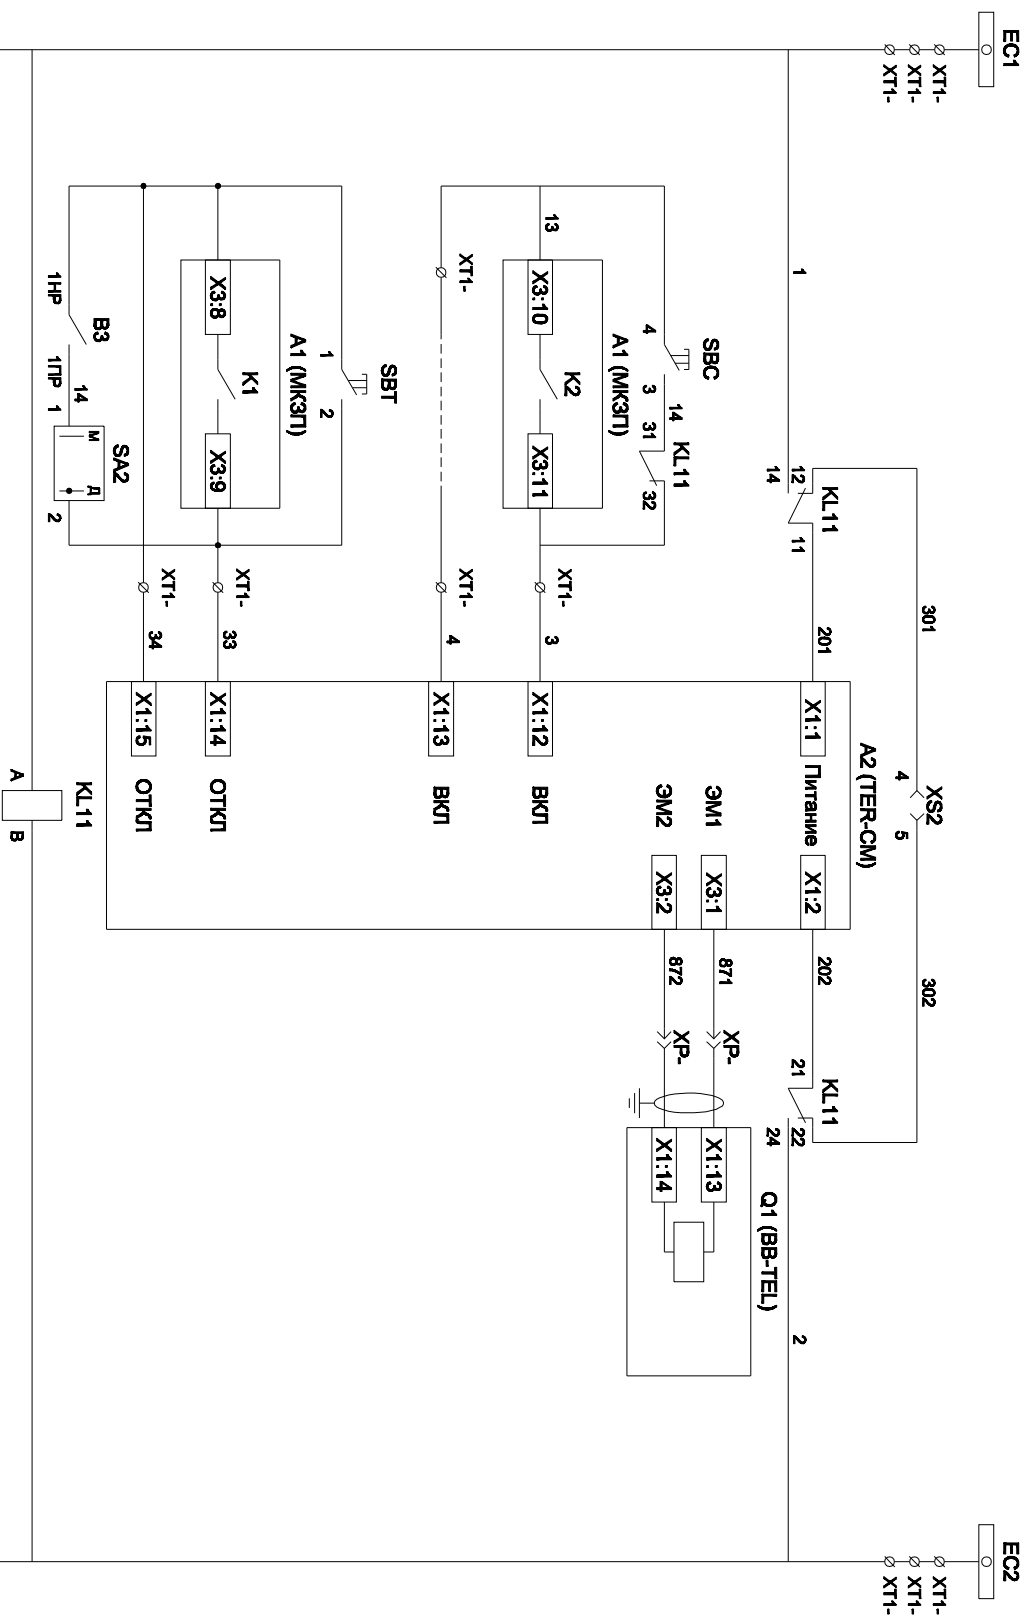 EC1
XT1-
XT1-
XT1-
EC2
XT1-
XT1-
XT1-
301
XS2
4
5
302
1
KL11
12
14
11
201
A2 (TER-CM)
X1:1
Питание
X1:2
202
KL11
21
22
24
2
SBC
4
3
14
31
KL11
32
ЭМ1
X3:1
871
XP-
X1:13
Q1 (BB-TEL)
ЭМ2
X3:2
872
XP-
X1:14
A1 (МКЗП)
13
X3:10
K2
X3:11
XT1-
3
X1:12
ВКЛ
XT1-
XT1-
4
X1:13
ВКЛ
SBT
1
2
A1 (МКЗП)
X3:8
K1
X3:9
XT1-
33
X1:14
ОТКЛ
XT1-
34
X1:15
ОТКЛ
B3
1НР
1ПР
14
1
SA2
М
Д
2
KL11
A
B